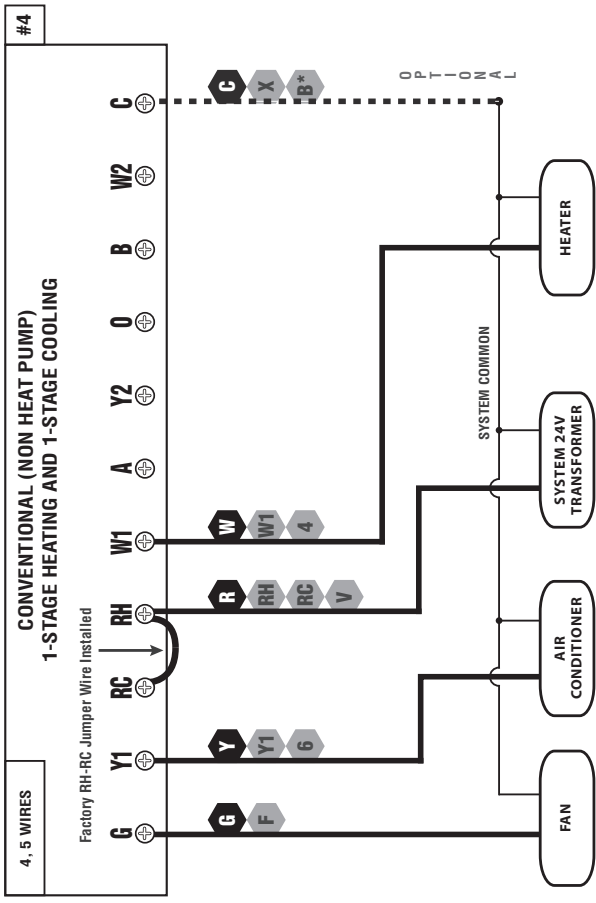 4, 5 WIRES
#4
CONVENTIONAL (NON HEAT PUMP)
1-STAGE HEATING AND 1-STAGE COOLING
Factory RH-RC Jumper Wire Installed
G Y1 RC RH W1 A Y2 O B W2 C
G
F
Y
Y1
6
R
RH
RC
V
W
W1
4
C
X
B*
OPTIONAL
SYSTEM COMMON
FAN
AIR
CONDITIONER
SYSTEM 24V
TRANSFORMER
HEATER